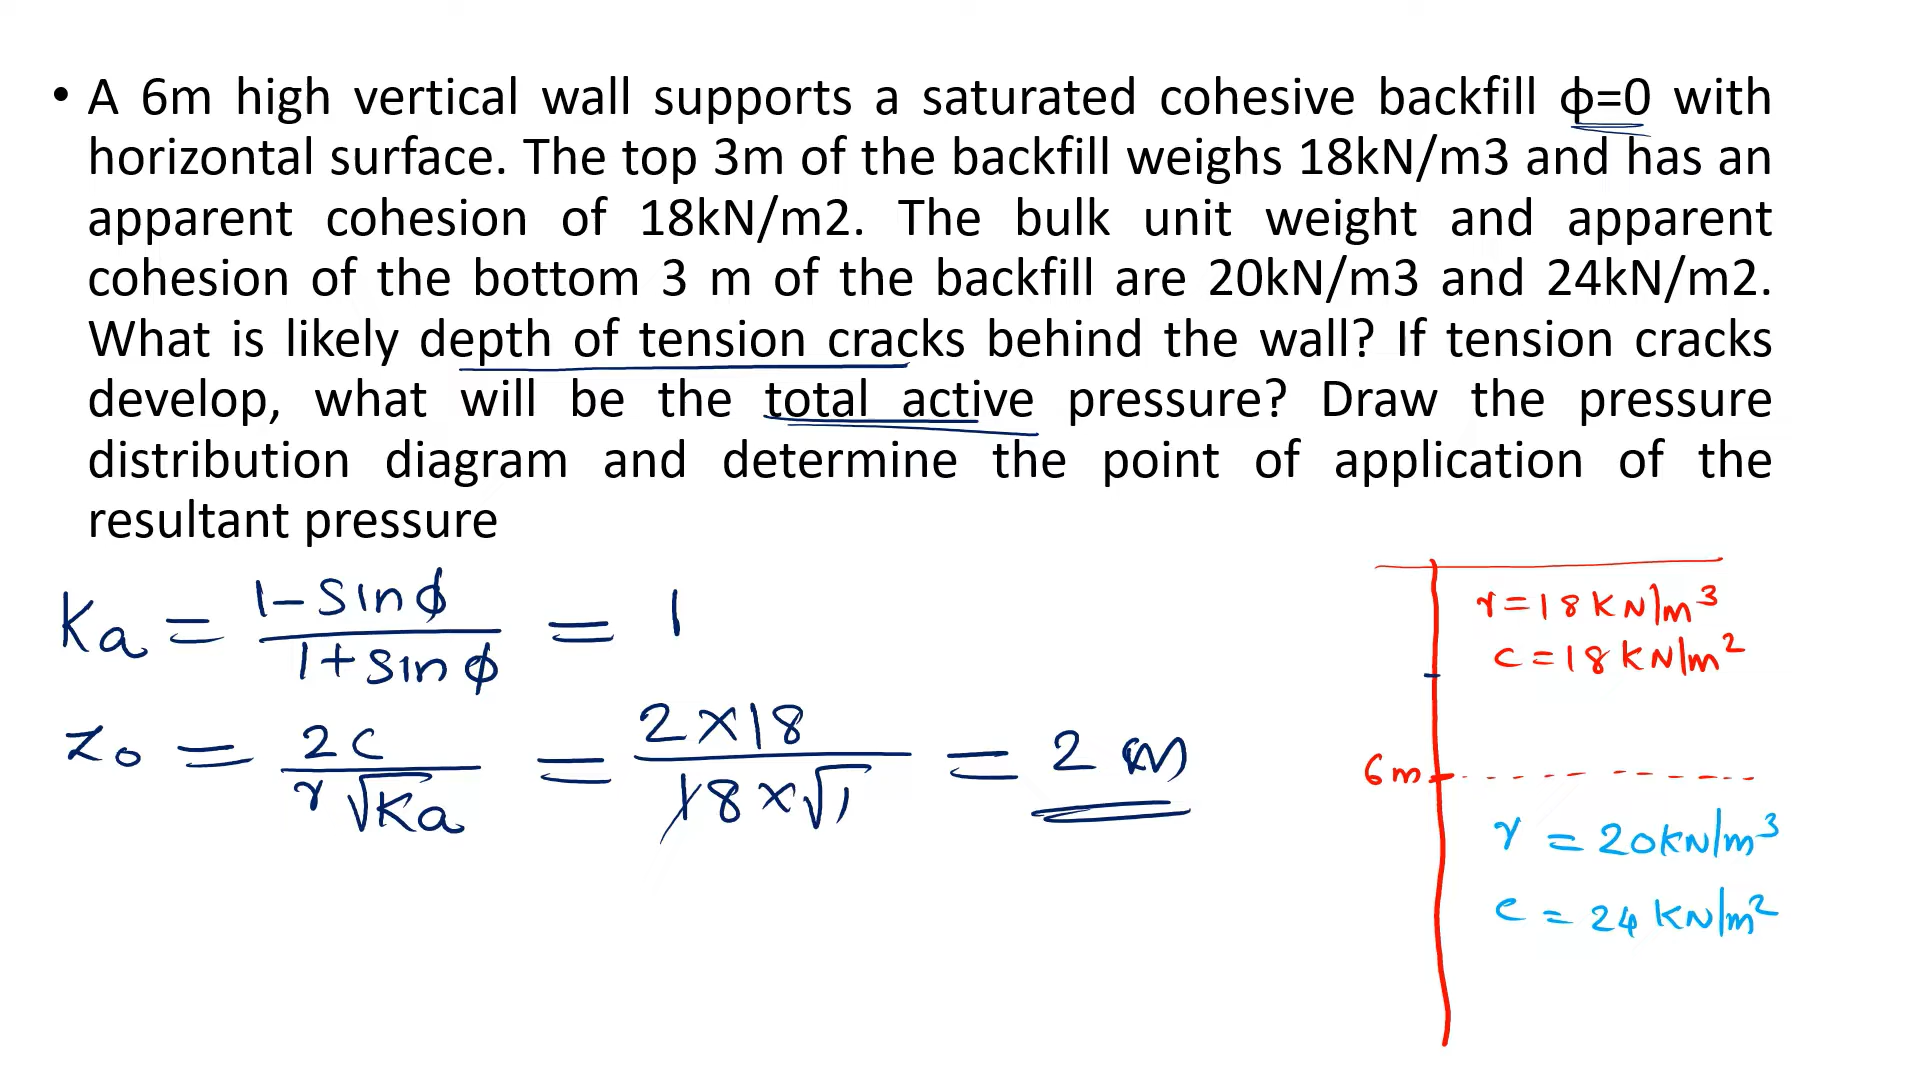 • A 6m high vertical wall supports a saturated cohesive backfill ф=0 with
horizontal surface. The top 3m of the backfill weighs 18kN/m3 and has an
apparent cohesion of 18kN/m2. The bulk unit weight and apparent
cohesion of the bottom 3 m of the backfill are 20kN/m3 and 24kN/m2.
What is likely depth of tension cracks behind the wall? If tension cracks
develop, what will be the total active pressure? Draw the pressure
distribution diagram and determine the point of application of the
resultant pressure
Ka = (1 - sin ϕ) / (1 + sin ϕ) = 1
z₀ = 2c / (γ √Ka) = (2 × 18) / (18 × √1) = 2 m
γ = 18 KN/m³
c = 18 KN/m²
6m
γ = 20KN/m³
c = 24 KN/m²